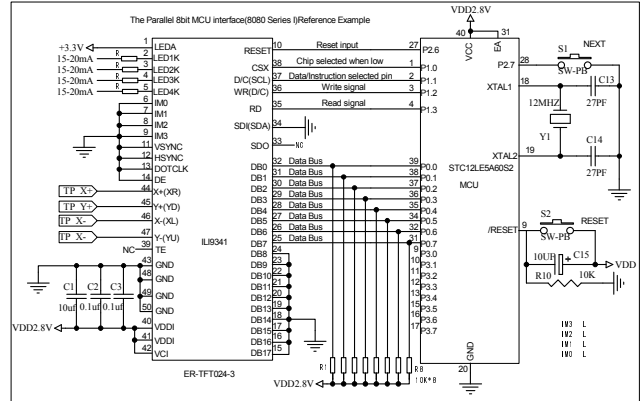 The Parallel 8bit MCU interface(8080 Series I)Reference Example
VDD2.8V
+3.3V
1 LEDA
15-20mA R 2 LED1K
15-20mA R 3 LED2K
15-20mA R 4 LED3K
15-20mA R 5 LED4K
6 IM0
7 IM1
8 IM2
9 IM3
11 VSYNC
12 HSYNC
13 DOTCLK
14 DE
TP X+ 44 X+(XR)
TP Y+ 45 Y+(YD)
TP X- 46 X-(XL)
TP X- 47 Y-(YU)
NC 39 TE
43 GND
48 GND
49 GND
50 GND
C1 C2 C3
10uf 0.1uf 0.1uf
VDD2.8V
40 VDDI
41 VDDI
42 VCI
ILI9341
ER-TFT024-3
RESET 10 Reset input 27 P2.6
CSX 38 Chip selected when low 1 P1.0
D/C(SCL) 37 Data/Instruction selected pin 2 P1.1
WR(D/C) 36 Write signal 3 P1.2
RD 35 Read signal 4 P1.3
SDI(SDA) 34
SDO 33 NC
DB0 32 Data Bus 39 P0.0
DB1 31 Data Bus 38 P0.1
DB2 30 Data Bus 37 P0.2
DB3 29 Data Bus 36 P0.3
DB4 28 Data Bus 35 P0.4
DB5 27 Data Bus 34 P0.5
DB6 26 Data Bus 32 P0.6
DB7 25 Data Bus 31 P0.7
DB8 24
DB9 23
DB10 22
DB11 21
DB12 20
DB13 19
DB14 18
DB15 17
DB16 16
DB17 15
9 P3.0
10 P3.1
11 P3.2
12 P3.3
13 P3.4
14 P3.5
16 P3.6
17 P3.7
R1 R8
10K*8
VDD2.8V
40 31
VCC EA
STC12LE5A60S2
MCU
P2.7 28
S1 NEXT
SW-PB
XTAL1 18
C13
27PF
12MHZ
Y1
XTAL2 19
C14
27PF
/RESET 9
S2 RESET
SW-PB
10UF + C15
R10 10K
VDD
GND
20
IM3 L
IM2 L
IM1 L
IM0 L